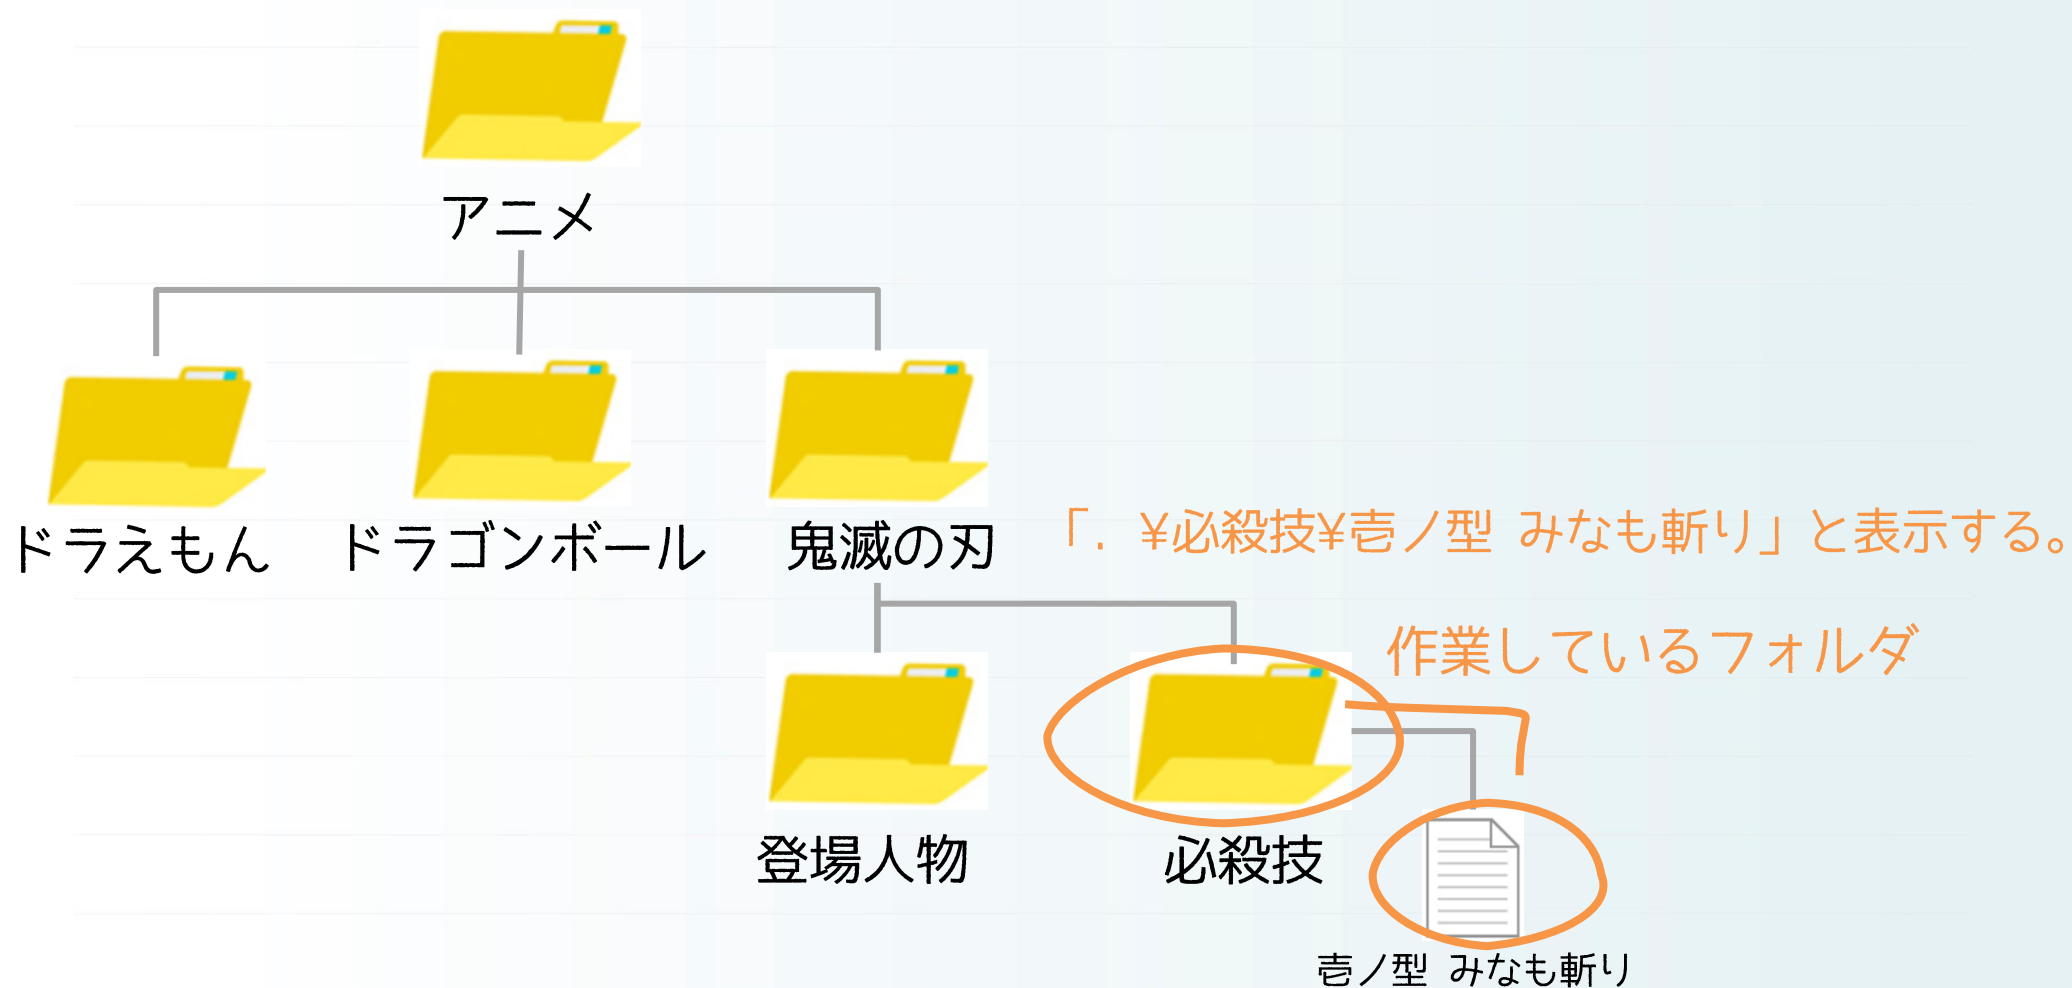 アニメ
ドラえもん
ドラゴンボール
鬼滅の刃
「. ¥必殺技¥壱ノ型 みなも斬り」と表示する。
作業しているフォルダ
登場人物
必殺技
壱ノ型 みなも斬り